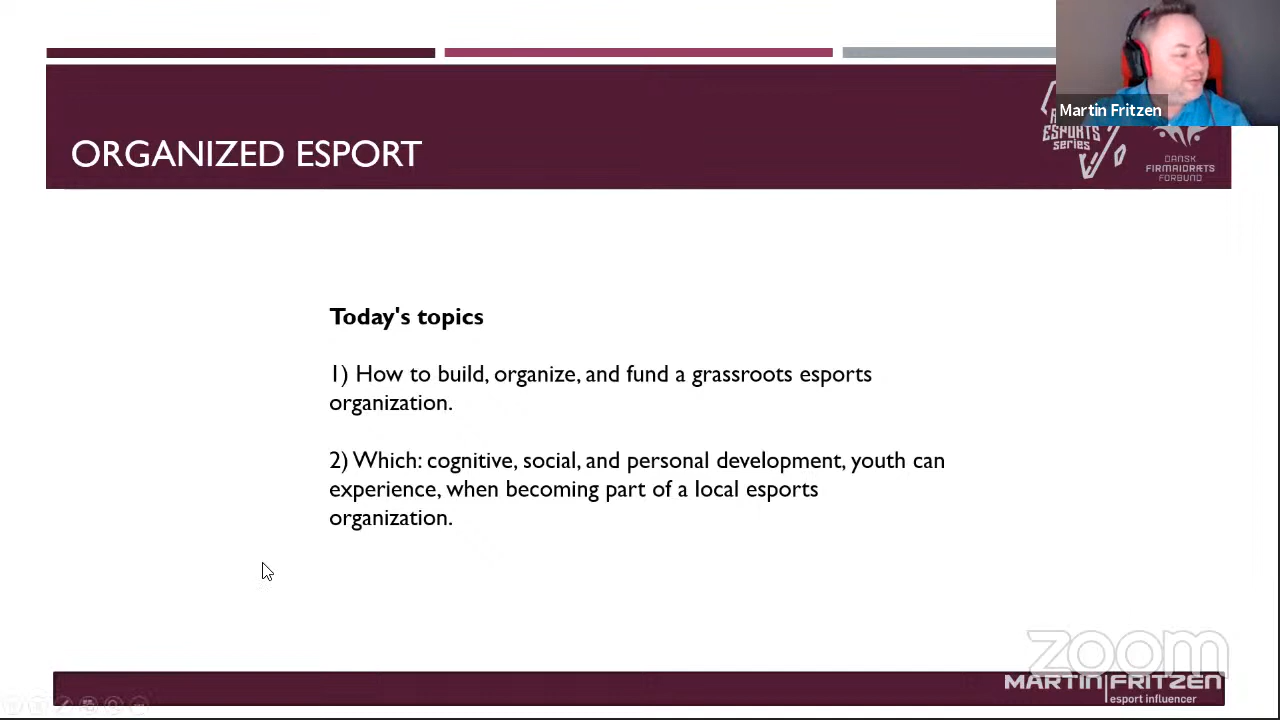 Martin Fritzen
ESPORTS
series
DANSK
FIRMAIDRÆTS
FORBUND
ORGANIZED ESPORT
Today's topics
1) How to build, organize, and fund a grassroots esports
organization.
2) Which: cognitive, social, and personal development, youth can
experience, when becoming part of a local esports
organization.
zoom
MARTIN FRITZEN
esport influencer